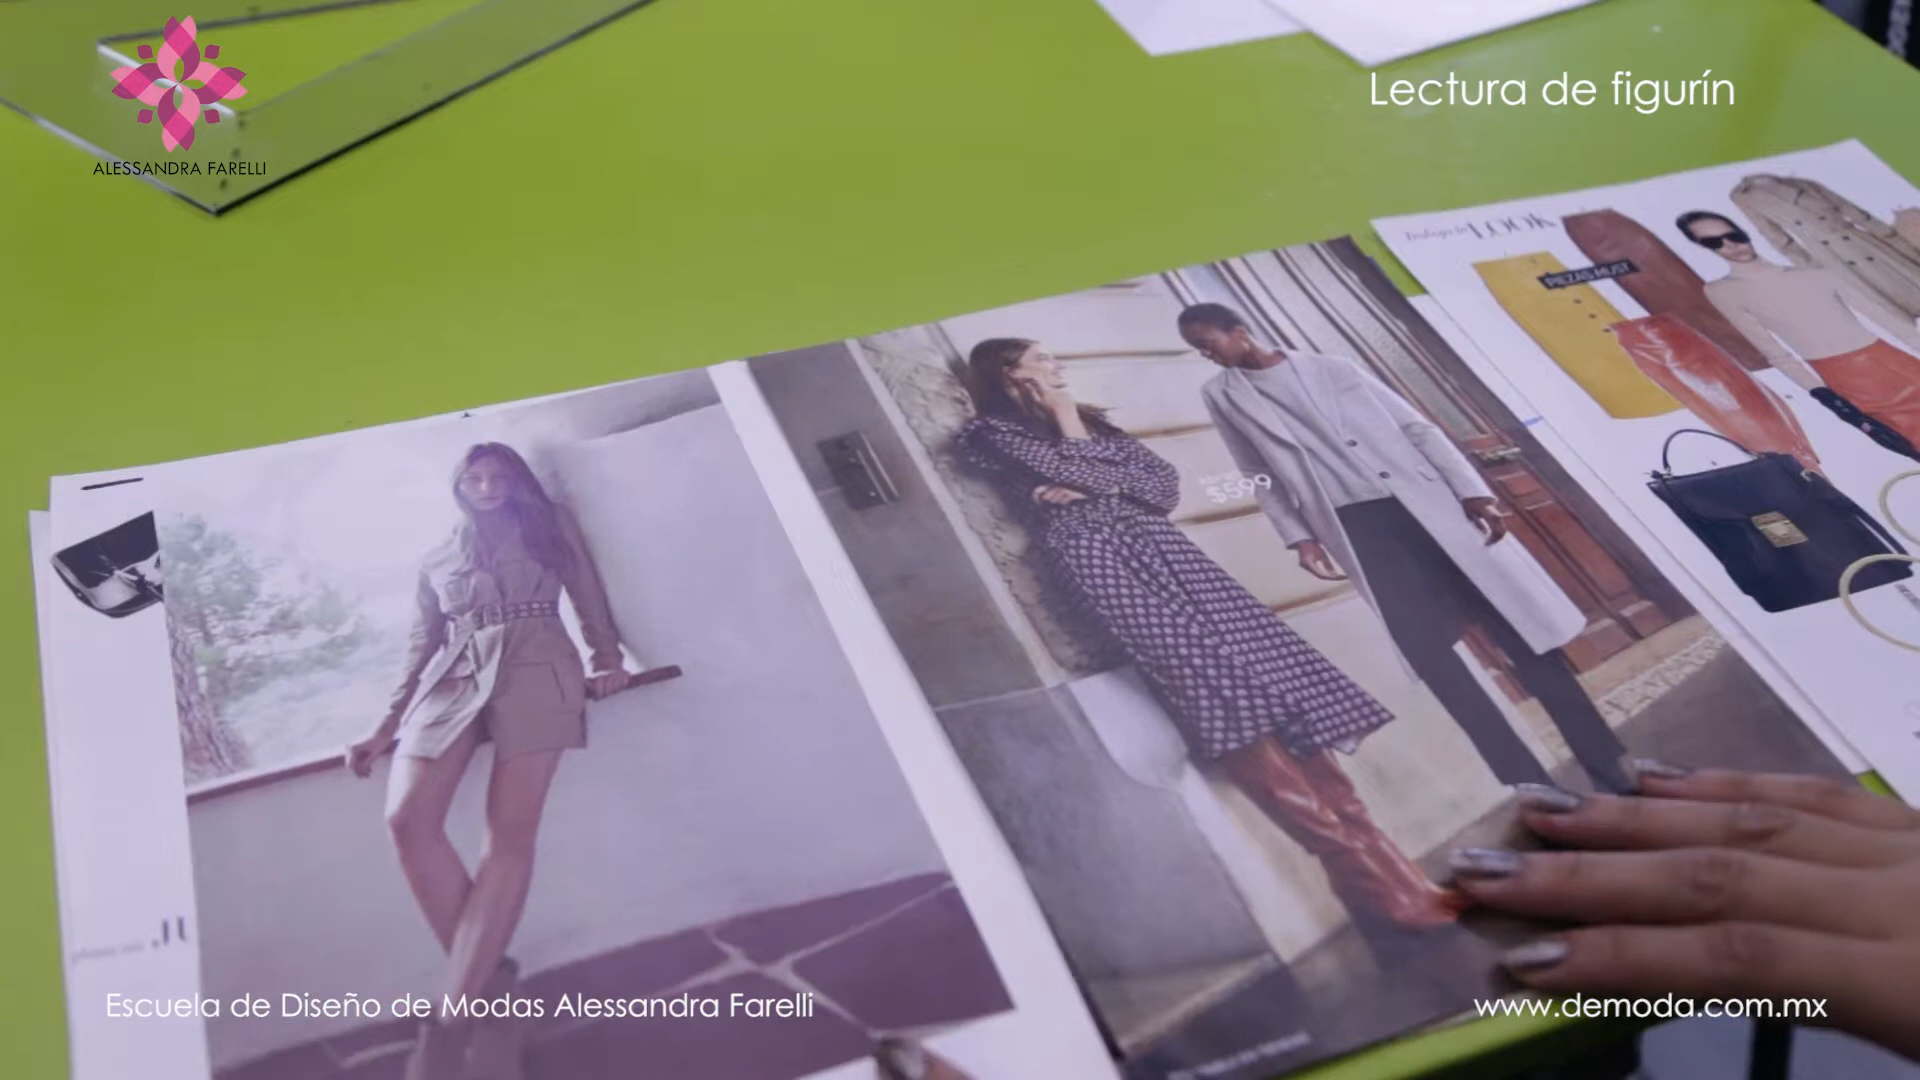 ALESSANDRA FARELLI
Lectura de figurín
LOOK
PIEZAS MUST
$599
Escuela de Diseño de Modas Alessandra Farelli
www.demoda.com.mx